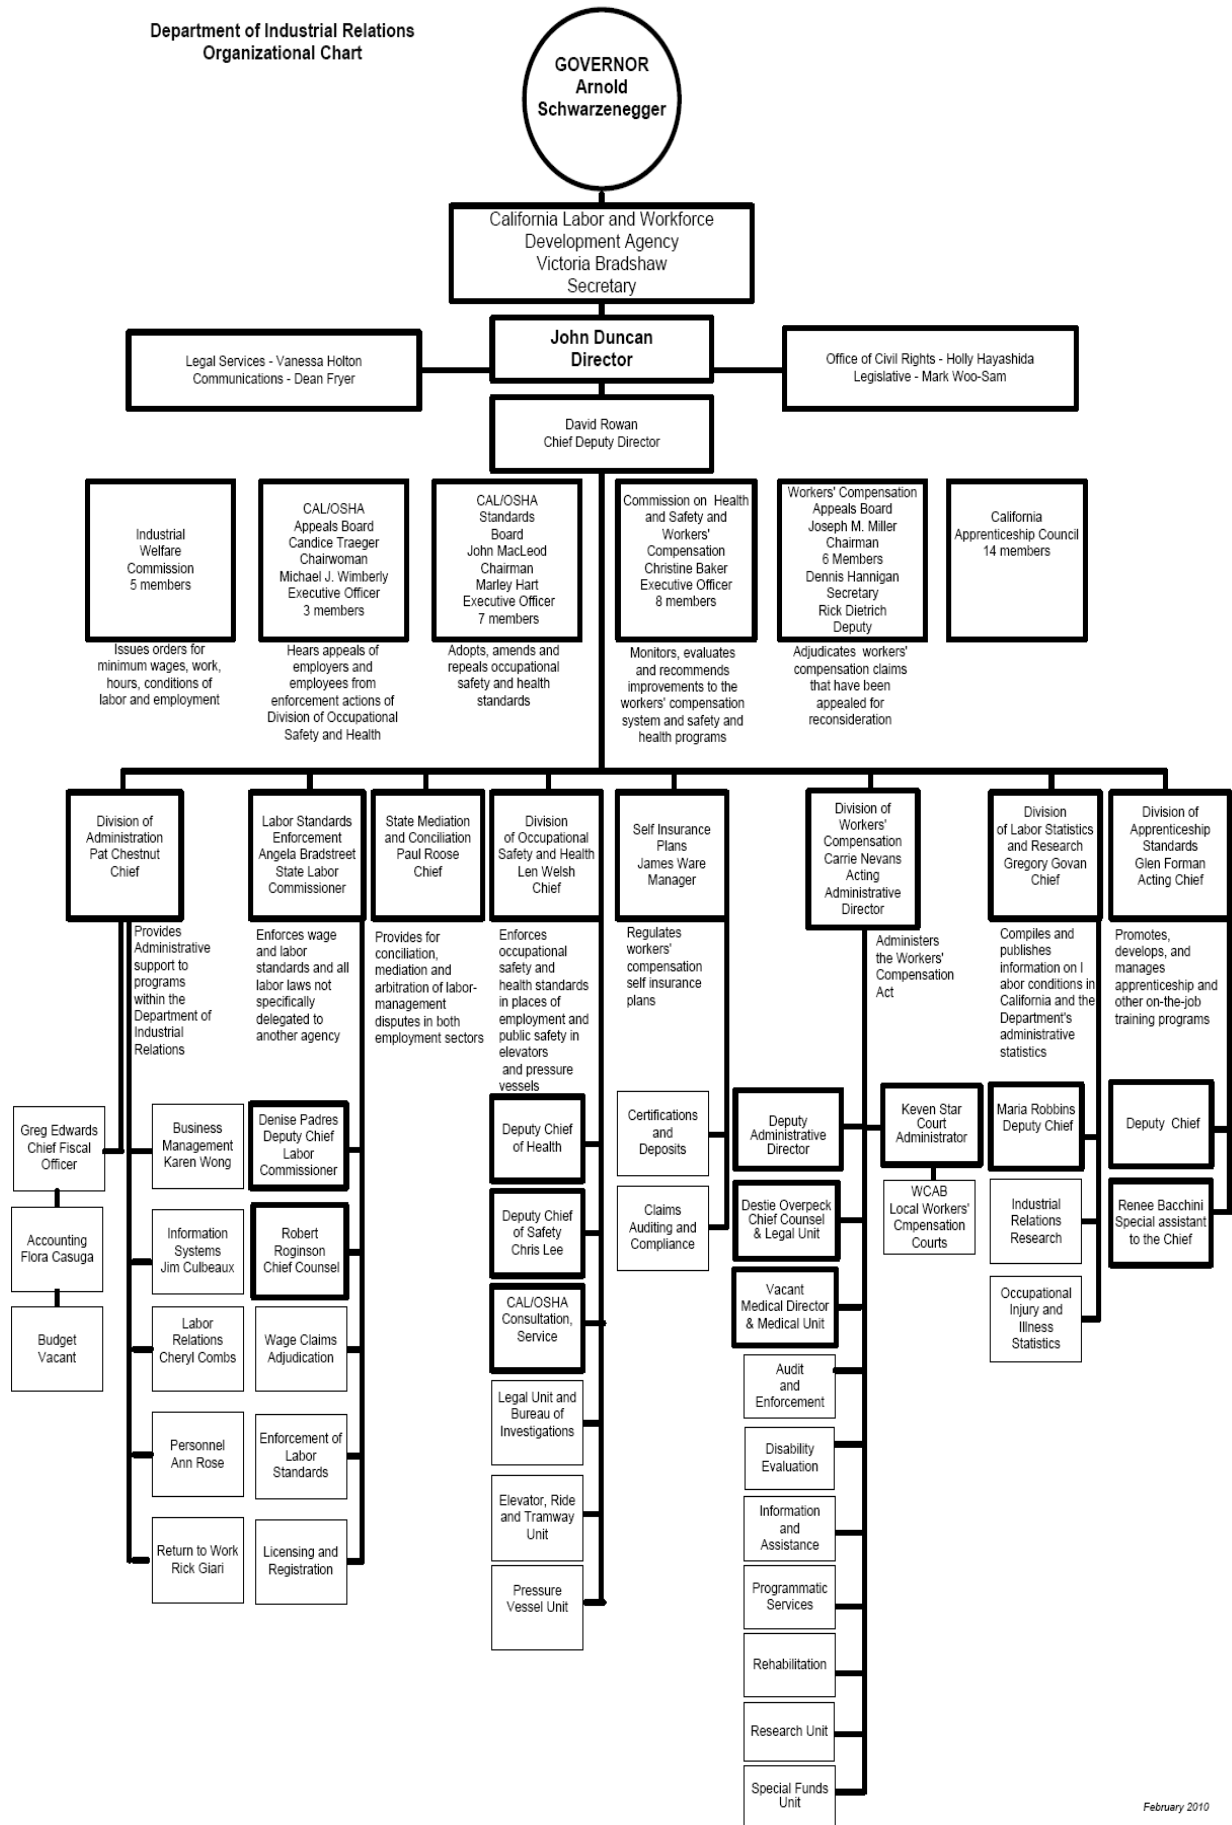 Department of Industrial Relations
Organizational Chart
GOVERNOR
Arnold
Schwarzenegger
California Labor and Workforce
Development Agency
Victoria Bradshaw
Secretary
John Duncan
Director
Legal Services - Vanessa Holton
Communications - Dean Fryer
Office of Civil Rights - Holly Hayashida
Legislative - Mark Woo-Sam
David Rowan
Chief Deputy Director
Industrial
Welfare
Commission
5 members
Issues orders for
minimum wages, work,
hours, conditions of
labor and employment
CAL/OSHA
Appeals Board
Candice Traeger
Chairwoman
Michael J. Wimberly
Executive Officer
3 members
Hears appeals of
employers and
employees from
enforcement actions of
Division of Occupational
Safety and Health
CAL/OSHA
Standards
Board
John MacLeod
Chairman
Marley Hart
Executive Officer
7 members
Adopts, amends and
repeals occupational
safety and health
standards
Commission on Health
and Safety and
Workers'
Compensation
Christine Baker
Executive Officer
8 members
Monitors, evaluates
and recommends
improvements to the
workers' compensation
system and safety and
health programs
Workers' Compensation
Appeals Board
Joseph M. Miller
Chairman
6 Members
Dennis Hannigan
Secretary
Rick Dietrich
Deputy
Adjudicates workers'
compensation claims
that have been
appealed for
reconsideration
California
Apprenticeship Council
14 members
Division of
Administration
Pat Chestnut
Chief
Provides
Administrative
support to
programs
within the
Department of
Industrial
Relations
Greg Edwards
Chief Fiscal
Officer
Accounting
Flora Casuga
Budget
Vacant
Business
Management
Karen Wong
Information
Systems
Jim Culbeaux
Labor
Relations
Cheryl Combs
Personnel
Ann Rose
Return to Work
Rick Giari
Labor Standards
Enforcement
Angela Bradstreet
State Labor
Commissioner
Enforces wage
and labor
standards and all
labor laws not
specifically
delegated to
another agency
Denise Padres
Deputy Chief
Labor
Commissioner
Robert
Roginson
Chief Counsel
Wage Claims
Adjudication
Enforcement of
Labor
Standards
Licensing and
Registration
State Mediation
and Conciliation
Paul Roose
Chief
Provides for
conciliation,
mediation and
arbitration of labor-
management
disputes in both
employment sectors
Division
of Occupational
Safety and Health
Len Welsh
Chief
Enforces
occupational
safety and
health standards
in places of
employment and
public safety in
elevators
and pressure
vessels
Deputy Chief
of Health
Deputy Chief
of Safety
Chris Lee
CAL/OSHA
Consultation,
Service
Legal Unit and
Bureau of
Investigations
Elevator, Ride
and Tramway
Unit
Pressure
Vessel Unit
Self Insurance
Plans
James Ware
Manager
Regulates
workers'
compensation
self insurance
plans
Certifications
and
Deposits
Claims
Auditing and
Compliance
Division of
Workers'
Compensation
Carrie Nevans
Acting
Administrative
Director
Administers
the Workers'
Compensation
Act
Deputy
Administrative
Director
Keven Star
Court
Administrator
WCAB
Local Workers'
Cmpensation
Courts
Destie Overpeck
Chief Counsel
& Legal Unit
Vacant
Medical Director
& Medical Unit
Audit
and
Enforcement
Disability
Evaluation
Information
and
Assistance
Programmatic
Services
Rehabilitation
Research Unit
Special Funds
Unit
Division
of Labor Statistics
and Research
Gregory Govan
Chief
Compiles and
publishes
information on l
abor conditions in
California and the
Department's
administrative
statistics
Maria Robbins
Deputy Chief
Industrial
Relations
Research
Occupational
Injury and
Illness
Statistics
Division of
Apprenticeship
Standards
Glen Forman
Acting Chief
Promotes,
develops, and
manages
apprenticeship and
other on-the-job
training programs
Deputy Chief
Renee Bacchini
Special assistant
to the Chief
February 2010